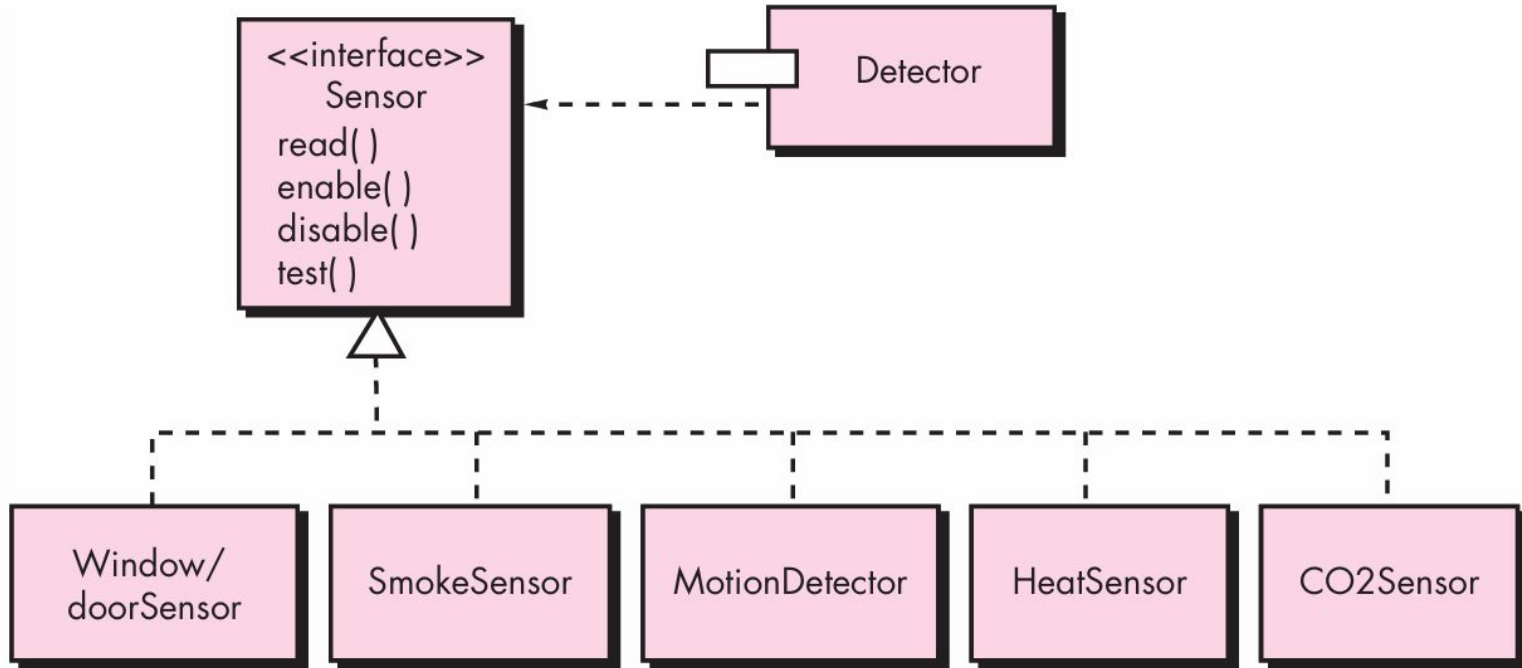 <<interface>>
Sensor
read( )
enable( )
disable( )
test( )
Detector
Window/
doorSensor
SmokeSensor
MotionDetector
HeatSensor
CO2Sensor